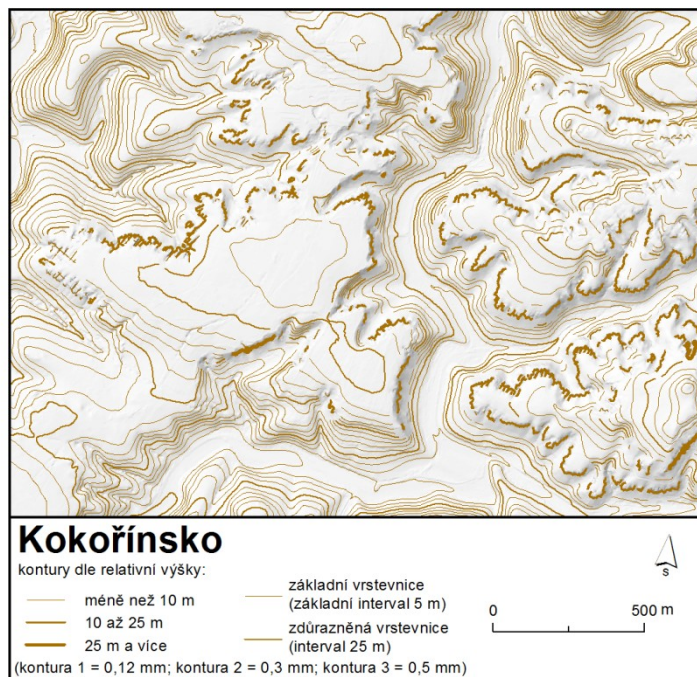 Kokořínsko
kontury dle relativní výšky:
méně než 10 m
10 až 25 m
25 m a více
základní vrstevnice
(základní interval 5 m)
zdůrazněná vrstevnice
(interval 25 m)
(kontura 1 = 0,12 mm; kontura 2 = 0,3 mm; kontura 3 = 0,5 mm)
S
0 500 m